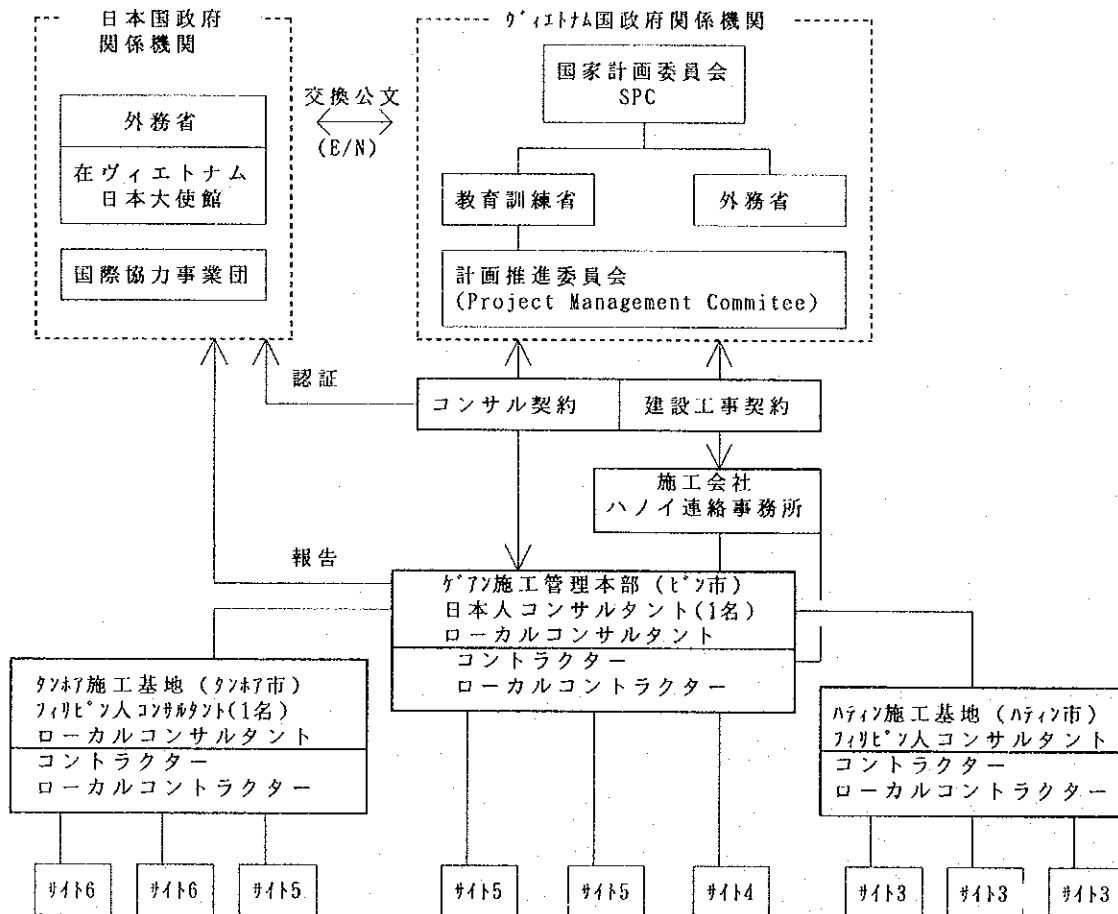 日本国政府
関係機関
外務省
在ヴィエトナム
日本大使館
国際協力事業団
交換公文
(E/N)
ヴィエトナム国政府関係機関
国家計画委員会
SPC
教育訓練省
外務省
計画推進委員会
(Project Management Commitee)
認証
コンサル契約
建設工事契約
施工会社
ハノイ連絡事務所
報告
ゲアン施工管理本部(ビン市)
日本人コンサルタント(1名)
ローカルコンサルタント
コントラクター
ローカルコントラクター
タンホア施工基地(タンホア市)
フィリピン人コンサルタント(1名)
ローカルコンサルタント
コントラクター
ローカルコントラクター
ハティン施工基地(ハティン市)
フィリピン人コンサルタント
コントラクター
ローカルコントラクター
サイト6
サイト6
サイト5
サイト5
サイト5
サイト4
サイト3
サイト3
サイト3